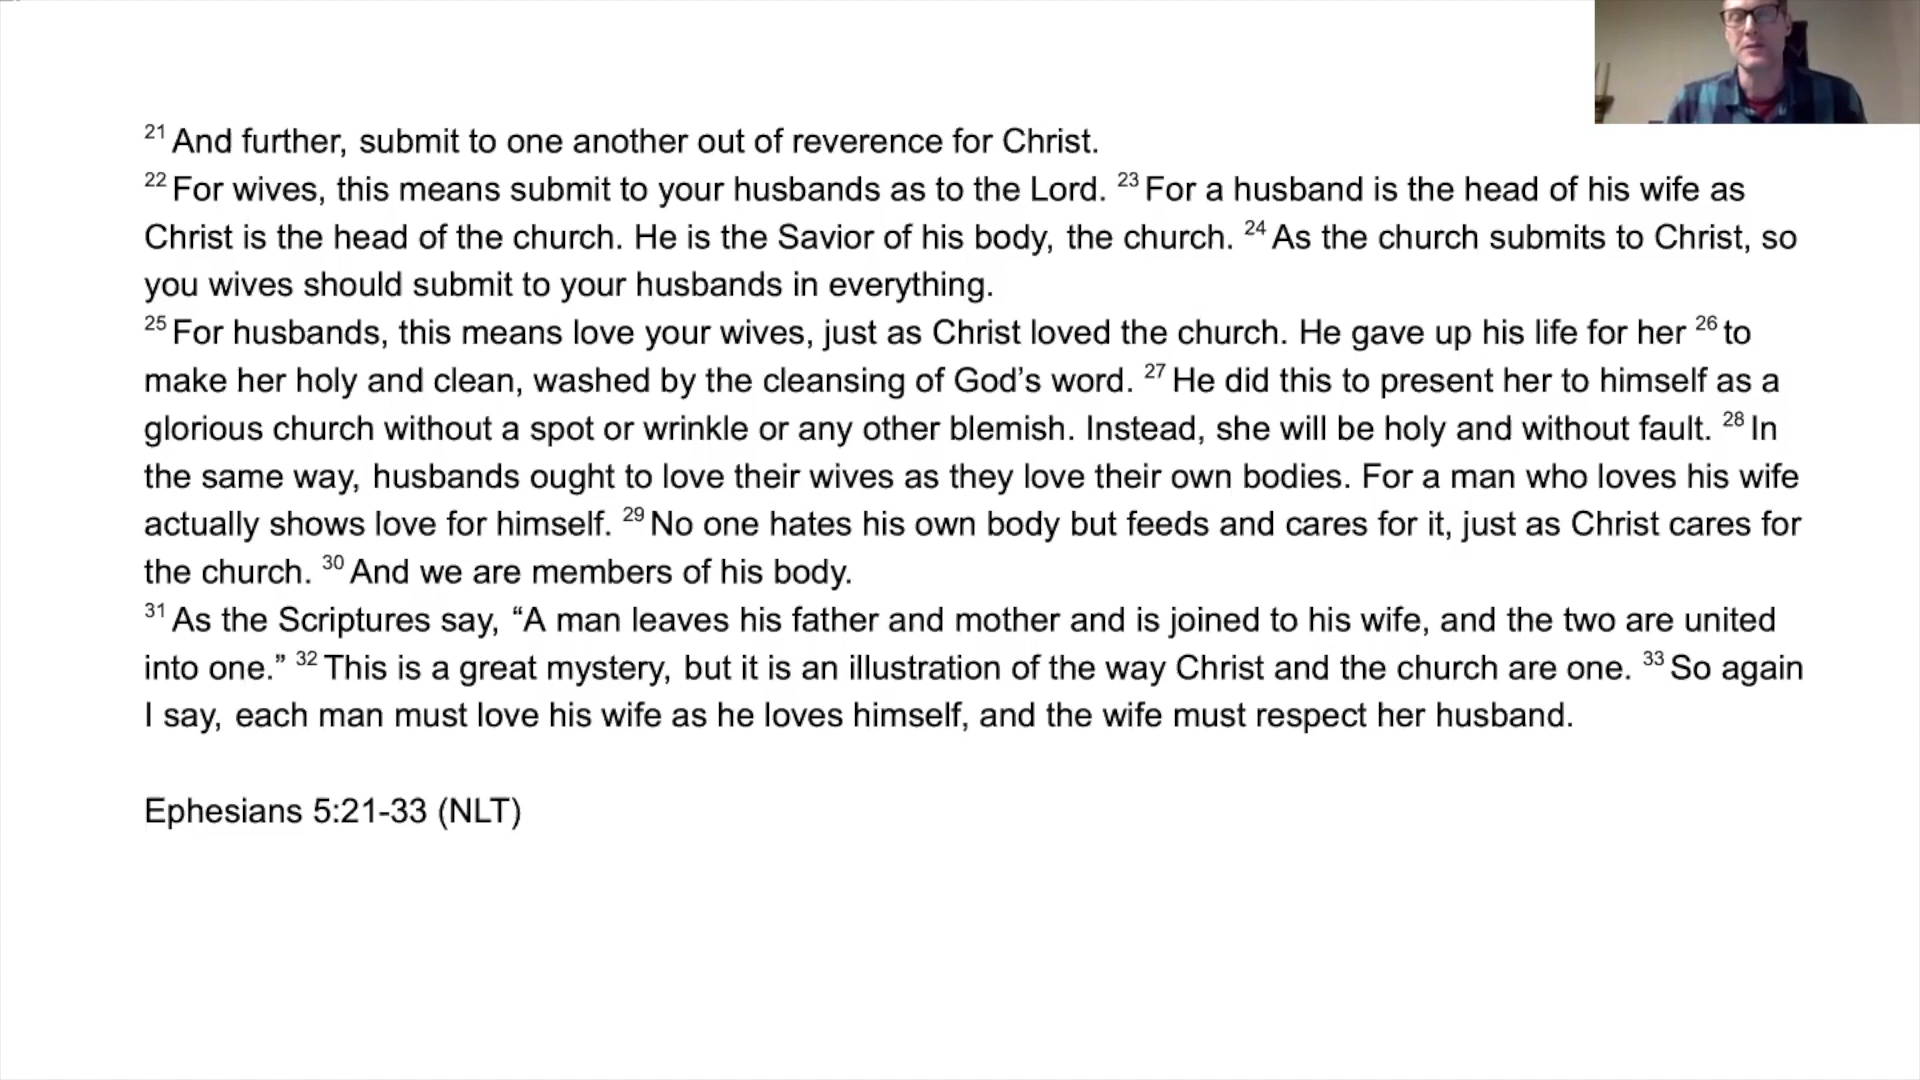 21 And further, submit to one another out of reverence for Christ.
22 For wives, this means submit to your husbands as to the Lord. 23 For a husband is the head of his wife as
Christ is the head of the church. He is the Savior of his body, the church. 24 As the church submits to Christ, so
you wives should submit to your husbands in everything.
25 For husbands, this means love your wives, just as Christ loved the church. He gave up his life for her 26 to
make her holy and clean, washed by the cleansing of God’s word. 27 He did this to present her to himself as a
glorious church without a spot or wrinkle or any other blemish. Instead, she will be holy and without fault. 28 In
the same way, husbands ought to love their wives as they love their own bodies. For a man who loves his wife
actually shows love for himself. 29 No one hates his own body but feeds and cares for it, just as Christ cares for
the church. 30 And we are members of his body.
31 As the Scriptures say, “A man leaves his father and mother and is joined to his wife, and the two are united
into one.” 32 This is a great mystery, but it is an illustration of the way Christ and the church are one. 33 So again
I say, each man must love his wife as he loves himself, and the wife must respect her husband.
Ephesians 5:21-33 (NLT)